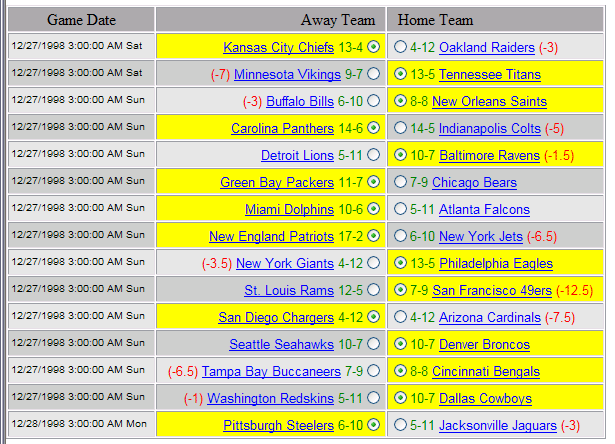 Game Date Away Team Home Team
12/27/1998 3:00:00 AM Sat Kansas City Chiefs 13-4 4-12 Oakland Raiders (-3)
12/27/1998 3:00:00 AM Sat (-7) Minnesota Vikings 9-7 13-5 Tennessee Titans
12/27/1998 3:00:00 AM Sun (-3) Buffalo Bills 6-10 8-8 New Orleans Saints
12/27/1998 3:00:00 AM Sun Carolina Panthers 14-6 14-5 Indianapolis Colts (-5)
12/27/1998 3:00:00 AM Sun Detroit Lions 5-11 10-7 Baltimore Ravens (-1.5)
12/27/1998 3:00:00 AM Sun Green Bay Packers 11-7 7-9 Chicago Bears
12/27/1998 3:00:00 AM Sun Miami Dolphins 10-6 5-11 Atlanta Falcons
12/27/1998 3:00:00 AM Sun New England Patriots 17-2 6-10 New York Jets (-6.5)
12/27/1998 3:00:00 AM Sun (-3.5) New York Giants 4-12 13-5 Philadelphia Eagles
12/27/1998 3:00:00 AM Sun St. Louis Rams 12-5 7-9 San Francisco 49ers (-12.5)
12/27/1998 3:00:00 AM Sun San Diego Chargers 4-12 4-12 Arizona Cardinals (-7.5)
12/27/1998 3:00:00 AM Sun Seattle Seahawks 10-7 10-7 Denver Broncos
12/27/1998 3:00:00 AM Sun (-6.5) Tampa Bay Buccaneers 7-9 8-8 Cincinnati Bengals
12/27/1998 3:00:00 AM Sun (-1) Washington Redskins 5-11 10-7 Dallas Cowboys
12/28/1998 3:00:00 AM Mon Pittsburgh Steelers 6-10 5-11 Jacksonville Jaguars (-3)